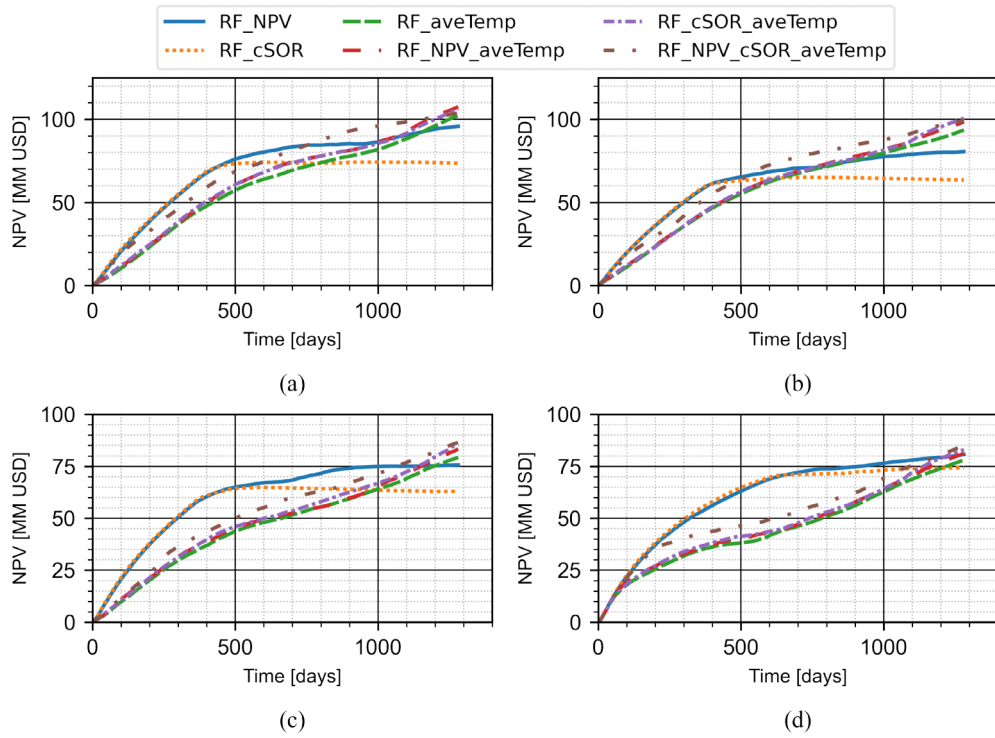 RF_NPV RF_aveTemp RF_cSOR_aveTemp
RF_cSOR RF_NPV_aveTemp RF_NPV_cSOR_aveTemp
NPV [MM USD]
100
50
0
0 500 1000
Time [days]
(a)
NPV [MM USD]
100
50
0
0 500 1000
Time [days]
(b)
NPV [MM USD]
100
75
50
25
0
0 500 1000
Time [days]
(c)
NPV [MM USD]
100
75
50
25
0
0 500 1000
Time [days]
(d)